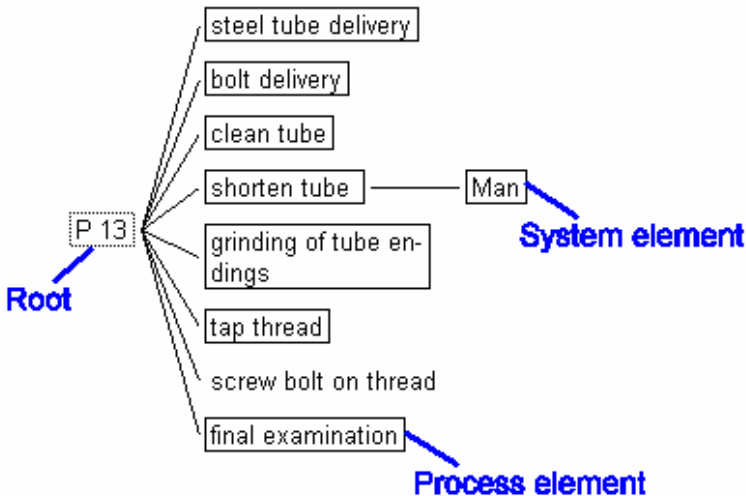 steel tube delivery
bolt delivery
clean tube
shorten tube
Man
System element
P 13
grinding of tube en-
dings
Root
tap thread
screw bolt on thread
final examination
Process element